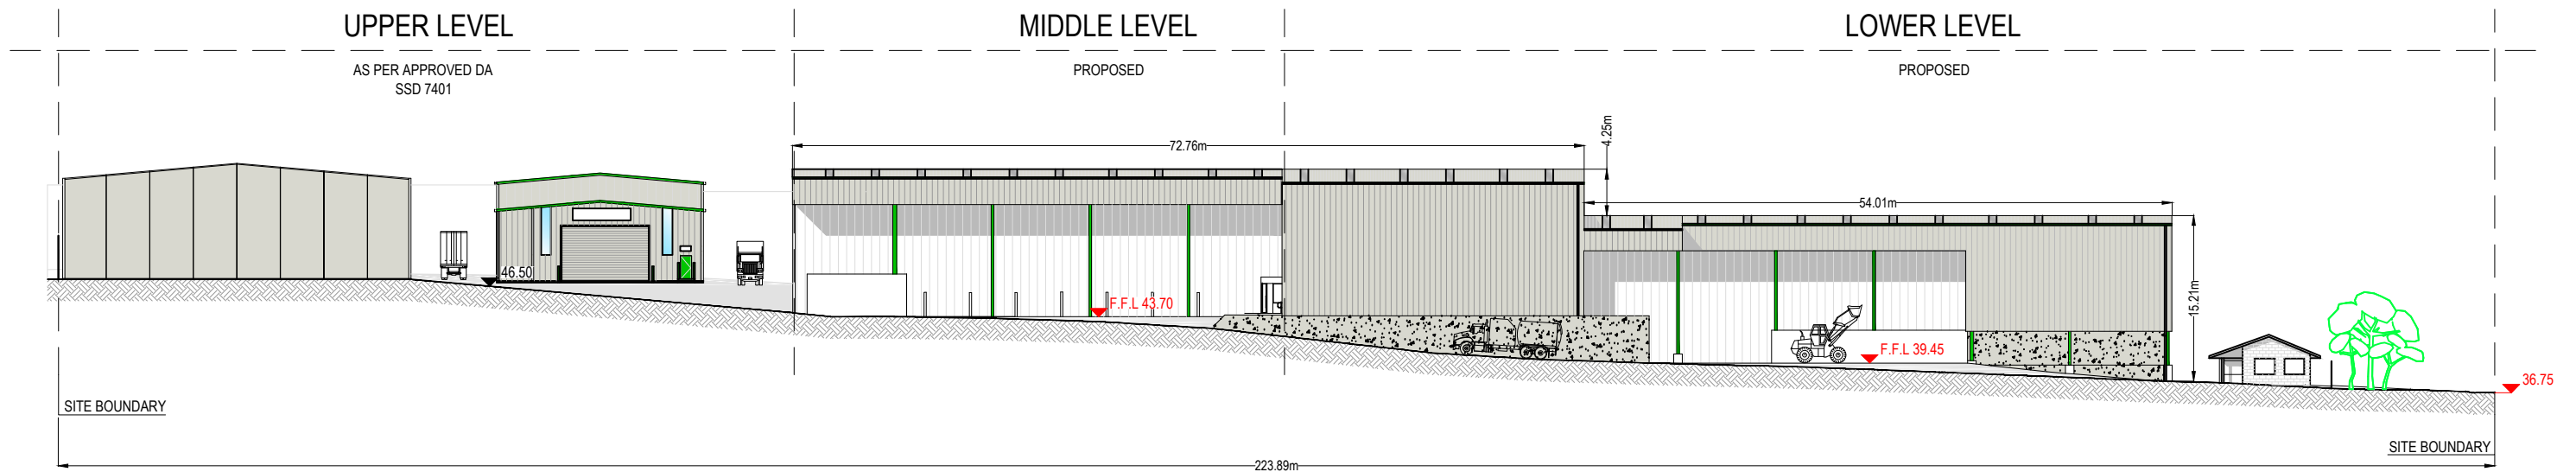 UPPER LEVEL
MIDDLE LEVEL
LOWER LEVEL
AS PER APPROVED DA
SSD 7401
PROPOSED
PROPOSED
72.76m
4.25m
54.01m
46.50
F.F.L 43.70
15.21m
F.F.L 39.45
36.75
SITE BOUNDARY
SITE BOUNDARY
223.89m